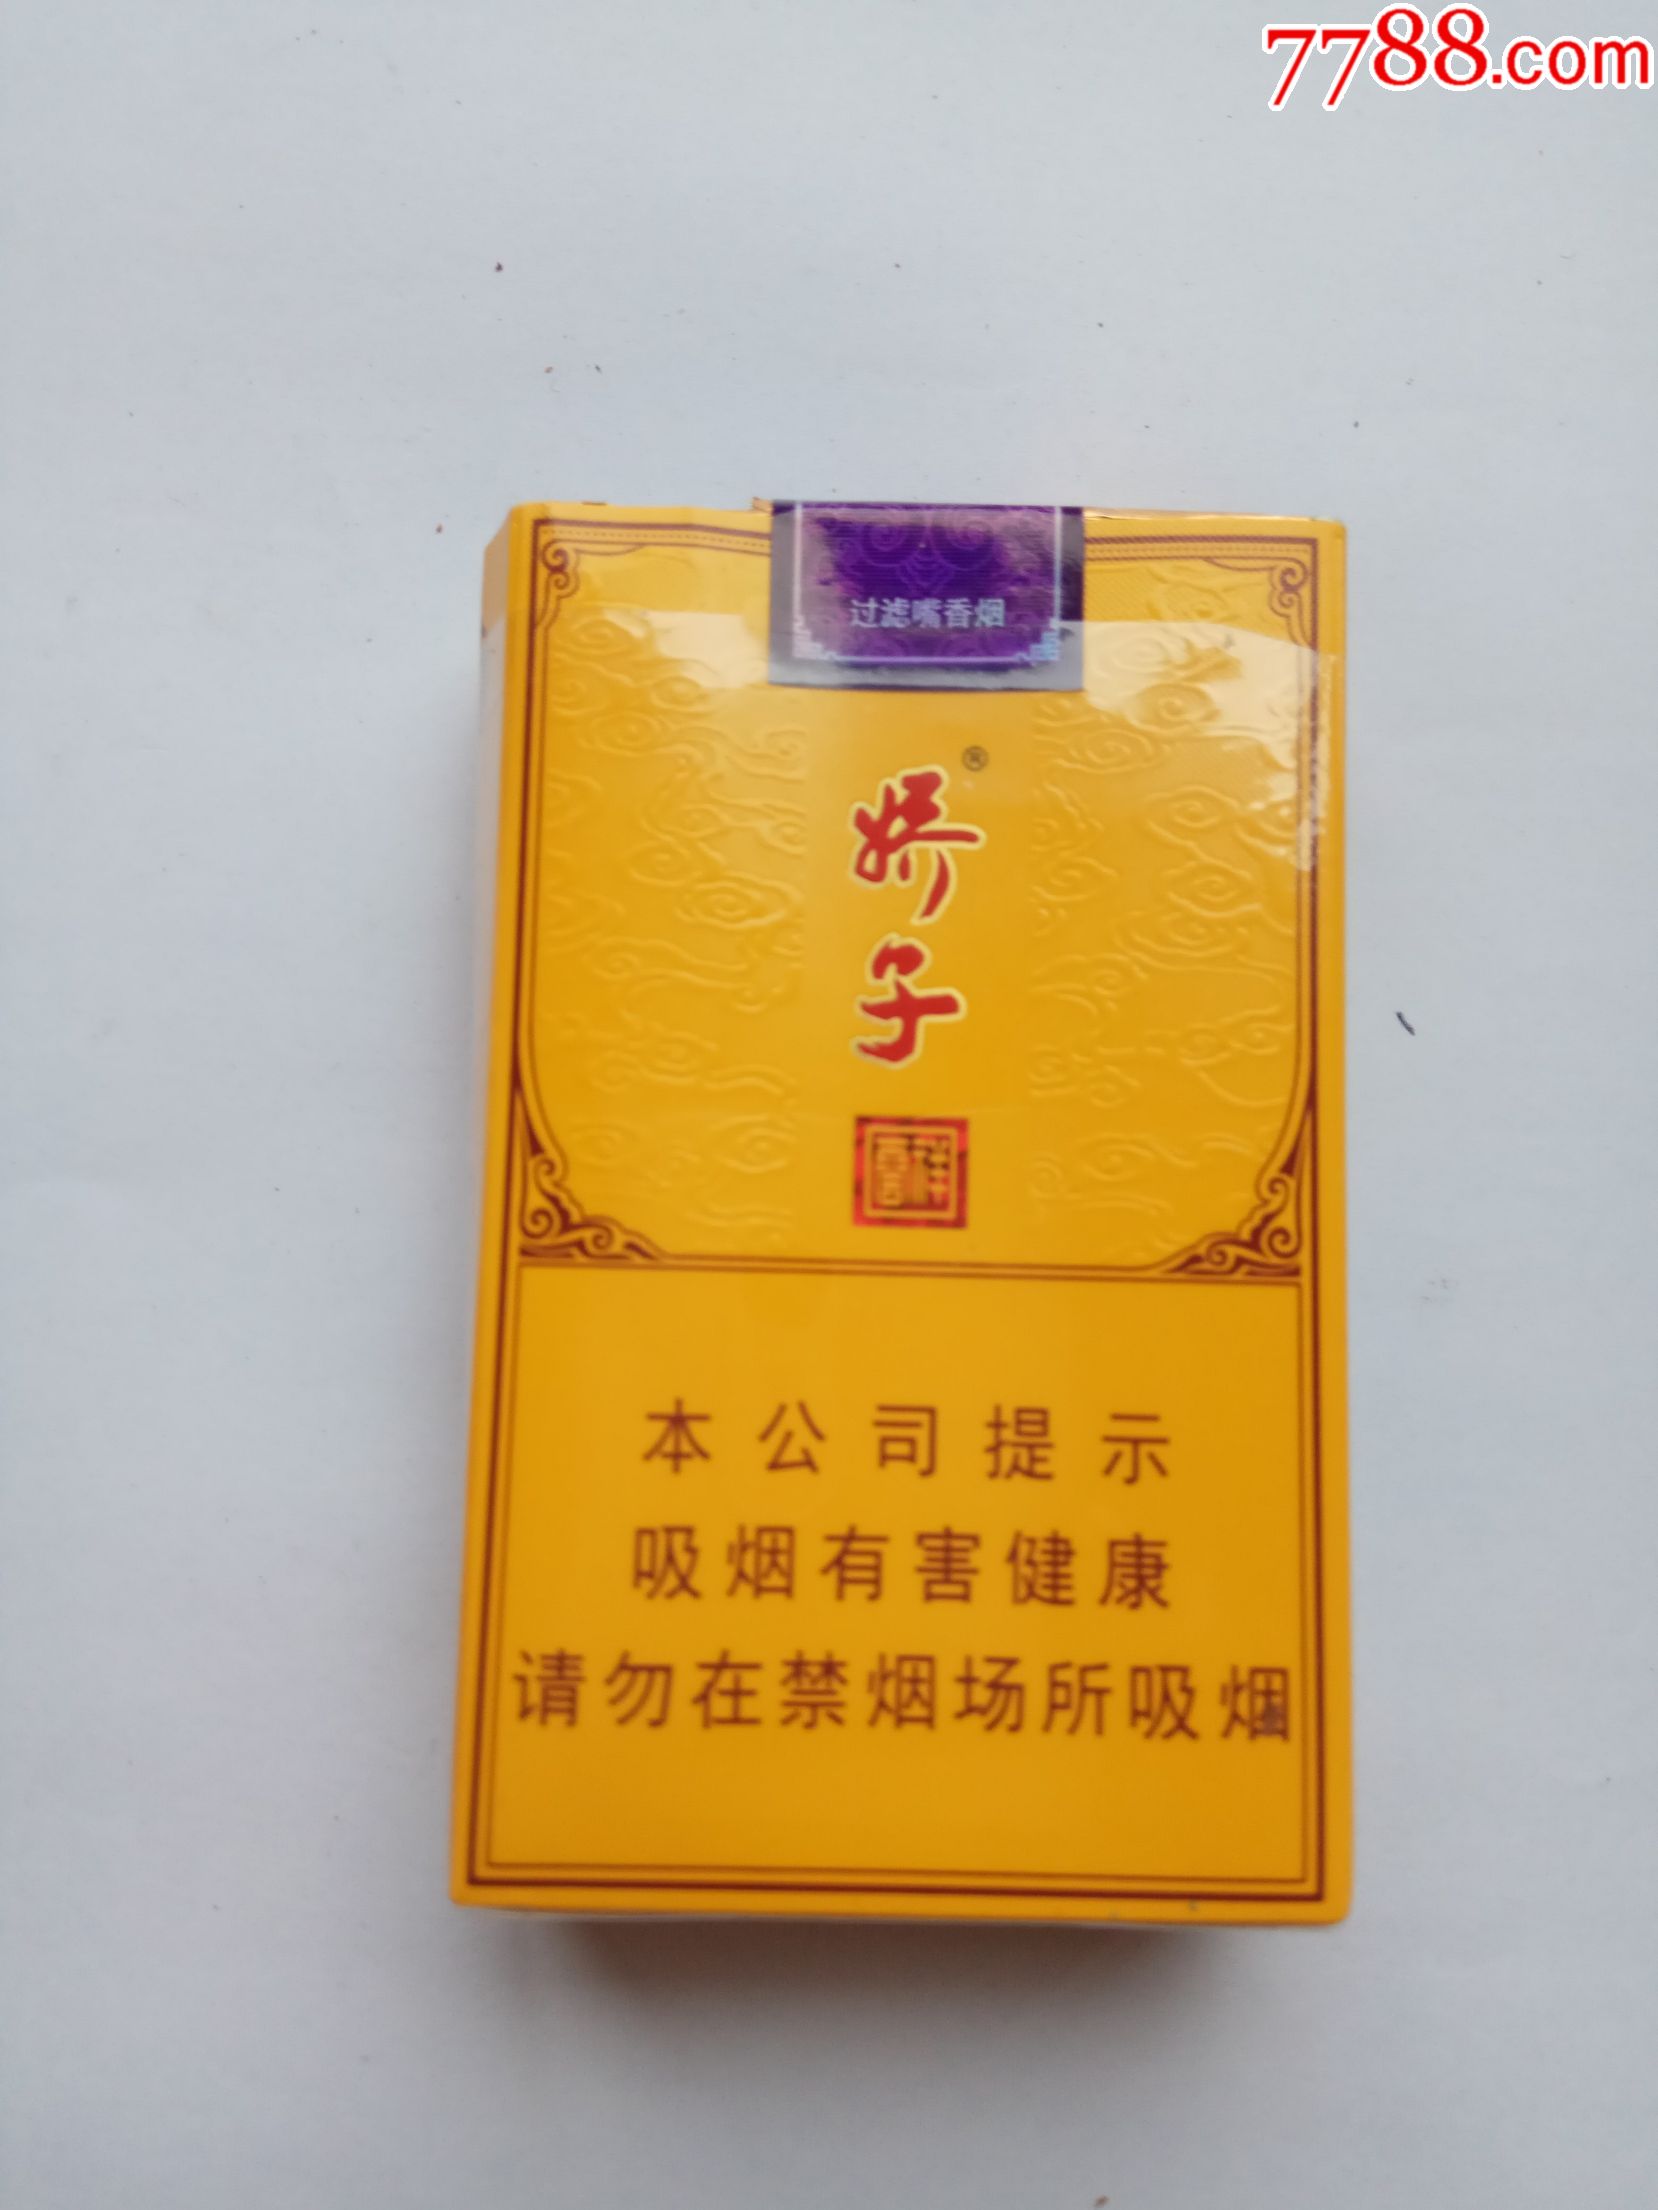 7788.com
过滤嘴香烟
娇子®
本公司提示
吸烟有害健康
请勿在禁烟场所吸烟